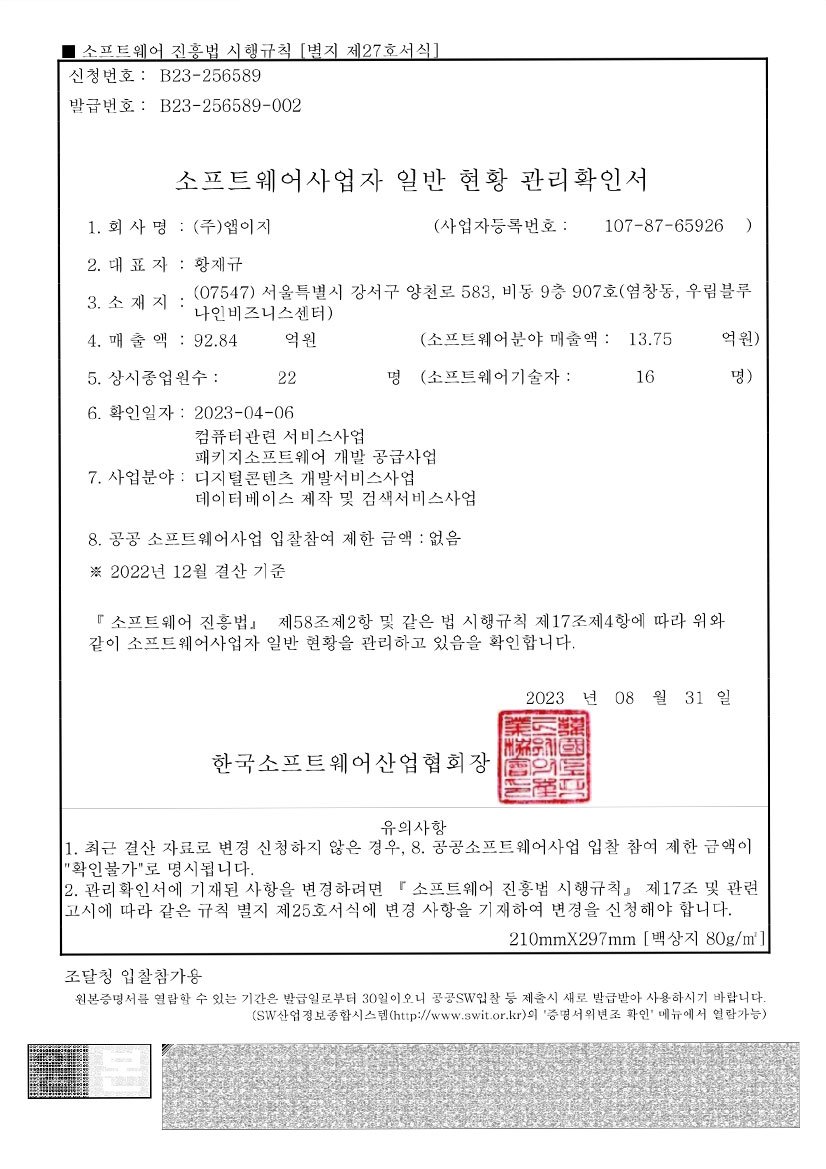 ■ 소프트웨어 진흥법 시행규칙 [별지 제27호서식]
신청번호 : B23-256589
발급번호 : B23-256589-002
소프트웨어사업자 일반 현황 관리확인서
1. 회 사 명 : (주)앱이지 (사업자등록번호 : 107-87-65926 )
2. 대 표 자 : 황제규
3. 소 재 지 : (07547) 서울특별시 강서구 양천로 583, 비동 9층 907호(염창동, 우림블루
나인비즈니스센터)
4. 매 출 액 : 92.84 억원 (소프트웨어분야 매출액 : 13.75 억원)
5. 상시종업원수 : 22 명 (소프트웨어기술자 : 16 명)
6. 확인일자 : 2023-04-06
컴퓨터관련 서비스사업
패키지소프트웨어 개발 공급사업
7. 사업분야 : 디지털콘텐츠 개발서비스사업
데이터베이스 제작 및 검색서비스사업
8. 공공 소프트웨어사업 입찰참여 제한 금액 : 없음
※ 2022년 12월 결산 기준
『 소프트웨어 진흥법』 제58조제2항 및 같은 법 시행규칙 제17조제4항에 따라 위와
같이 소프트웨어사업자 일반 현황을 관리하고 있음을 확인합니다.
2023 년 08 월 31 일
한국소프트웨어산업협회장
유의사항
1. 최근 결산 자료로 변경 신청하지 않은 경우, 8. 공공소프트웨어사업 입찰 참여 제한 금액이
"확인불가"로 명시됩니다.
2. 관리확인서에 기재된 사항을 변경하려면 『 소프트웨어 진흥법 시행규칙』 제17조 및 관련
고시에 따라 같은 규칙 별지 제25호서식에 변경 사항을 기재하여 변경을 신청해야 합니다.
210mmX297mm [백상지 80g/㎡]
조달청 입찰참가용
원본증명서를 열람할 수 있는 기간은 발급일로부터 30일이오니 공공SW입찰 등 제출시 새로 발급받아 사용하시기 바랍니다.
(SW산업정보종합시스템(http://www.swit.or.kr)의 '증명서위변조 확인' 메뉴에서 열람가능)